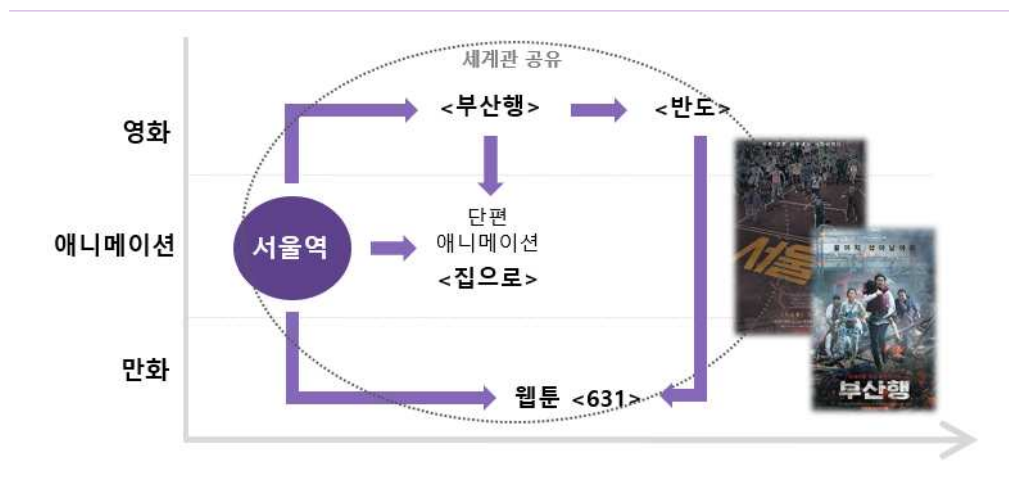 세계관 공유
영화
<부산행>
<반도>
애니메이션
서울역
단편
애니메이션
<집으로>
만화
웹툰 <631>
서울
부산행